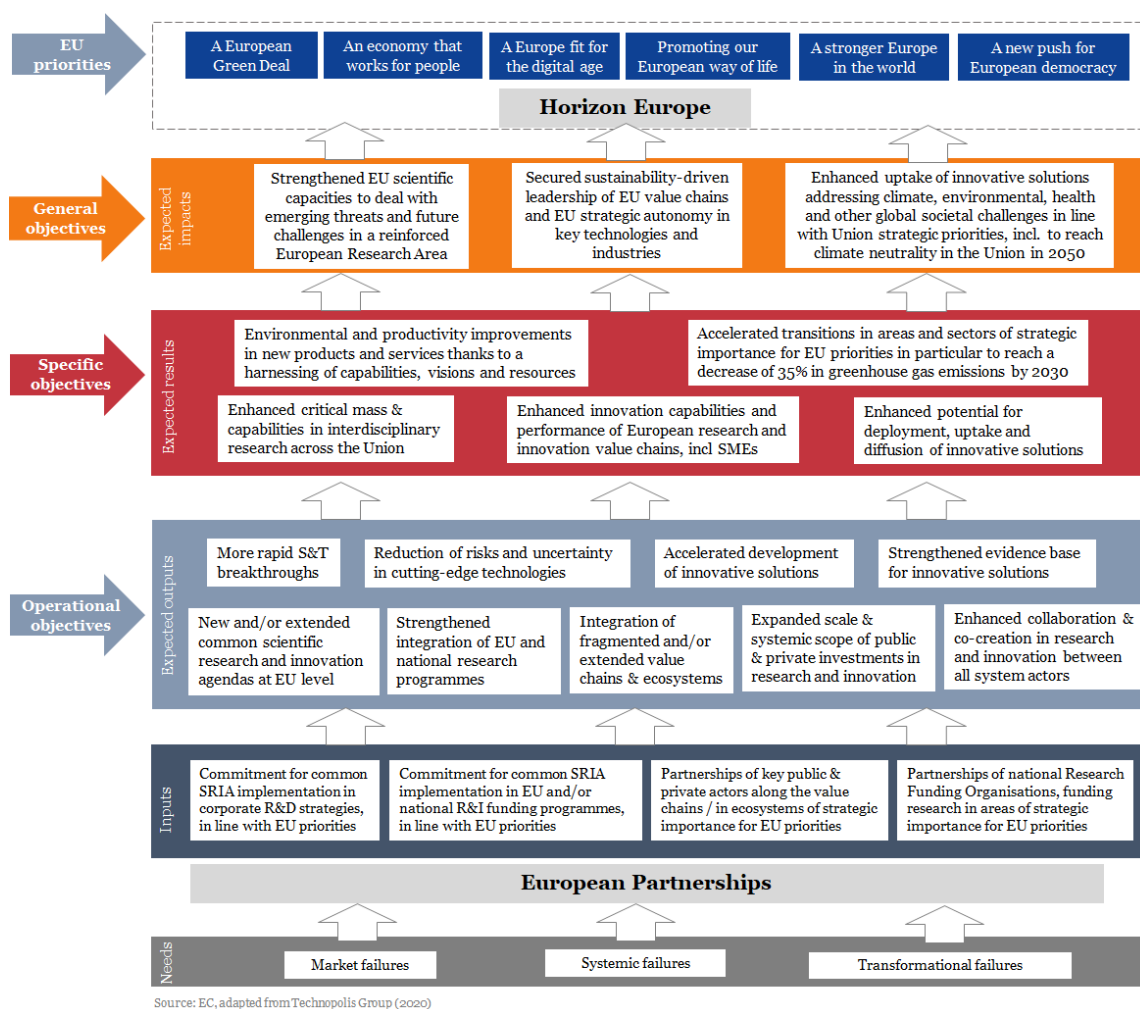 EU
priorities
A European
Green Deal
An economy that
works for people
A Europe fit for
the digital age
Promoting our
European way of life
A stronger Europe
in the world
A new push for
European democracy
Horizon Europe
General
objectives
Expected
impacts
Strengthened EU scientific
capacities to deal with
emerging threats and future
challenges in a reinforced
European Research Area
Secured sustainability-driven
leadership of EU value chains
and EU strategic autonomy in
key technologies and
industries
Enhanced uptake of innovative solutions
addressing climate, environmental, health
and other global societal challenges in line
with Union strategic priorities, incl. to reach
climate neutrality in the Union in 2050
Specific
objectives
Expected results
Environmental and productivity improvements
in new products and services thanks to a
harnessing of capabilities, visions and resources
Accelerated transitions in areas and sectors of strategic
importance for EU priorities in particular to reach a
decrease of 35% in greenhouse gas emissions by 2030
Enhanced critical mass &
capabilities in interdisciplinary
research across the Union
Enhanced innovation capabilities and
performance of European research and
innovation value chains, incl SMEs
Enhanced potential for
deployment, uptake and
diffusion of innovative solutions
Operational
objectives
Expected outputs
More rapid S&T
breakthroughs
Reduction of risks and uncertainty
in cutting-edge technologies
Accelerated development
of innovative solutions
Strengthened evidence base
for innovative solutions
New and/or extended
common scientific
research and innovation
agendas at EU level
Strengthened
integration of EU and
national research
programmes
Integration of
fragmented and/or
extended value
chains & ecosystems
Expanded scale &
systemic scope of public
& private investments in
research and innovation
Enhanced collaboration &
co-creation in research
and innovation between
all system actors
Inputs
Commitment for common
SRIA implementation in
corporate R&D strategies,
in line with EU priorities
Commitment for common SRIA
implementation in EU and/or
national R&I funding programmes,
in line with EU priorities
Partnerships of key public &
private actors along the value
chains / in ecosystems of strategic
importance for EU priorities
Partnerships of national Research
Funding Organisations, funding
research in areas of strategic
importance for EU priorities
European Partnerships
Needs
Market failures
Systemic failures
Transformational failures
Source: EC, adapted from Technopolis Group (2020)